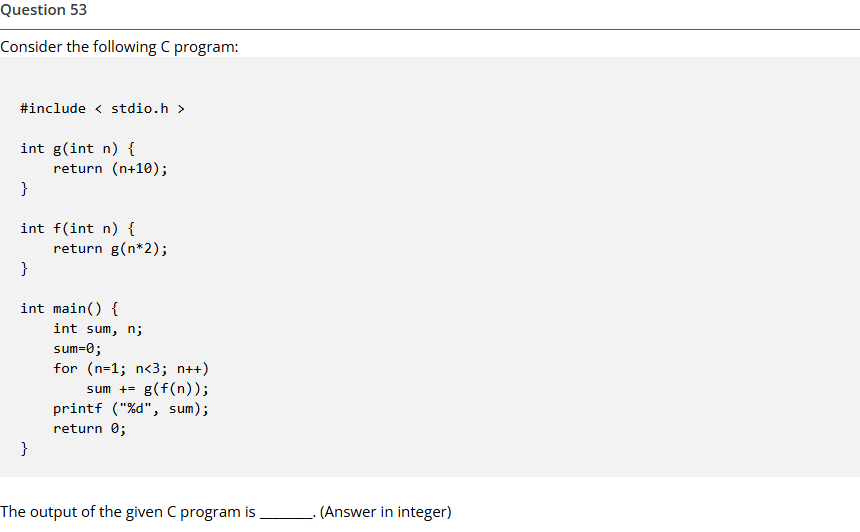 Question 53
Consider the following C program:
#include < stdio.h >
int g(int n) {
return (n+10);
}
int f(int n) {
return g(n*2);
}
int main() {
int sum, n;
sum=0;
for (n=1; n<3; n++)
sum += g(f(n));
printf ("%d", sum);
return 0;
}
The output of the given C program is _______. (Answer in integer)